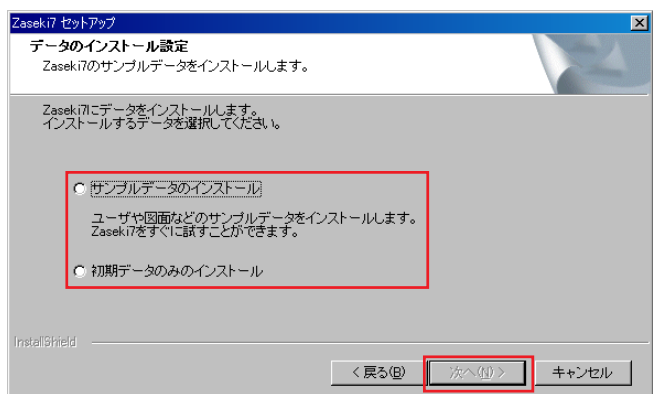 Zaseki7 セットアップ
データのインストール設定
Zaseki7のサンプルデータをインストールします。
Zaseki7にデータをインストールします。
インストールするデータを選択してください。
サンプルデータのインストール
ユーザや図面などのサンプルデータをインストールします。
Zaseki7をすぐに試すことができます。
初期データのみのインストール
InstallShield
< 戻る(B)
次へ(N) >
キャンセル